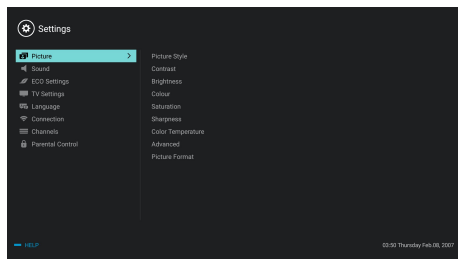 Settings
Picture
Sound
ECO Settings
TV Settings
Language
Connection
Channels
Parental Control
Picture Style
Contrast
Brightness
Colour
Saturation
Sharpness
Color Temperature
Advanced
Picture Format
HELP
03:50 Thursday Feb.08, 2007